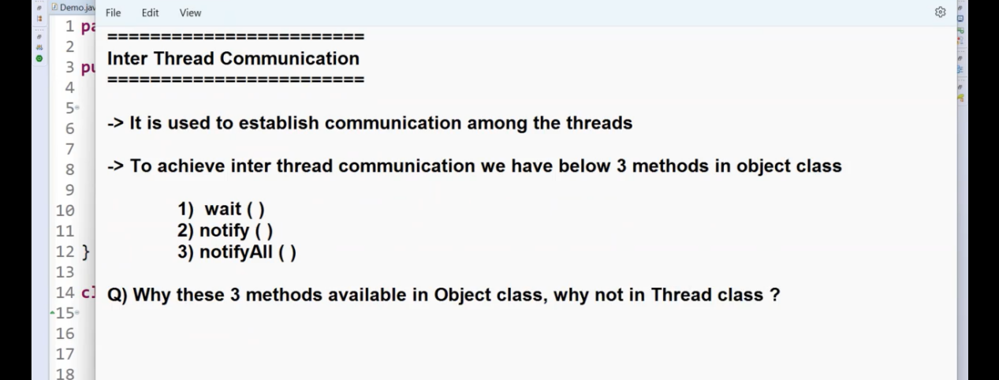 Demo.jav
File Edit View
1 pa
2
3 pu
4
5
6
7
8
9
10
11
12 }
13
14 cl
15
16
17
18
========================
Inter Thread Communication
========================
-> It is used to establish communication among the threads
-> To achieve inter thread communication we have below 3 methods in object class
1) wait ( )
2) notify ( )
3) notifyAll ( )
Q) Why these 3 methods available in Object class, why not in Thread class ?